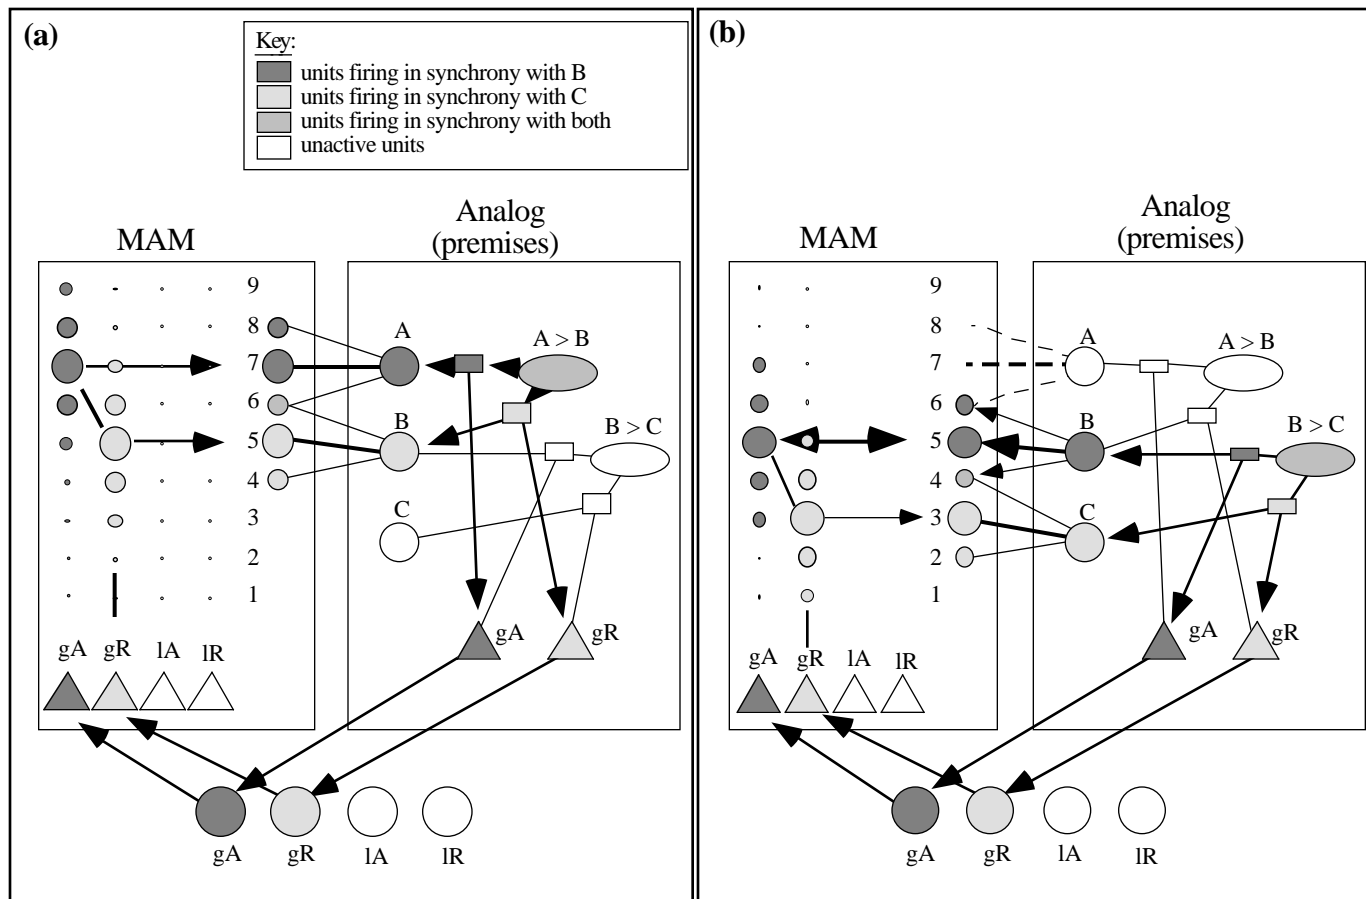 (a)
Key:
units firing in synchrony with B
units firing in synchrony with C
units firing in synchrony with both
unactive units
MAM
Analog
(premises)
9
8
7
6
5
4
3
2
1
A
B
C
A > B
B > C
gA
gR
gA
gR
lA
lR
gA
gR
lA
lR
(b)
MAM
Analog
(premises)
9
8
7
6
5
4
3
2
1
A
B
C
A > B
B > C
gA
gR
gA
gR
lA
lR
gA
gR
lA
lR